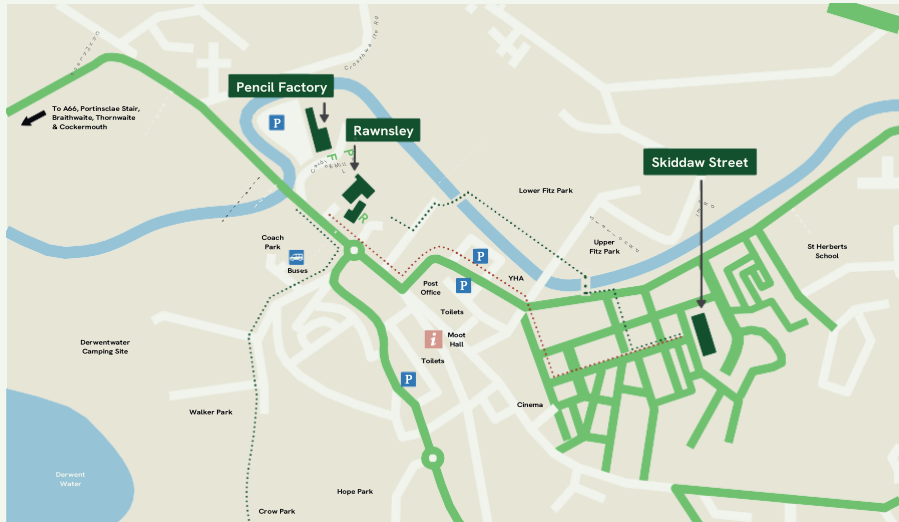 Crosthwaite Rd
Pencil Factory
To A66, Portinsclae Stair,
Braithwaite, Thornwaite
& Cockermouth
P
Rawnsley
Skiddaw Street
P
F
R
Lower Fitz Park
Coach
Park
Buses
Upper
Fitz Park
St Herberts
School
P
YHA
Post
Office
P
Toilets
i
Moot
Hall
Derwentwater
Camping Site
Toilets
P
Cinema
Walker Park
Derwent
Water
Hope Park
Crow Park